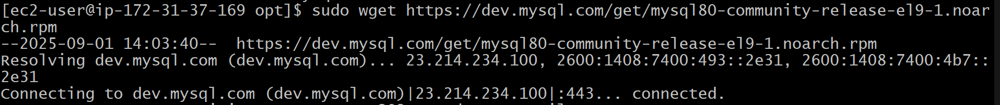 [ec2-user@ip-172-31-37-169 opt]$ sudo wget https://dev.mysql.com/get/mysql80-community-release-el9-1.noar
ch.rpm
--2025-09-01 14:03:40--  https://dev.mysql.com/get/mysql80-community-release-el9-1.noarch.rpm
Resolving dev.mysql.com (dev.mysql.com)... 23.214.234.100, 2600:1408:7400:493::2e31, 2600:1408:7400:4b7::
2e31
Connecting to dev.mysql.com (dev.mysql.com)|23.214.234.100|:443... connected.